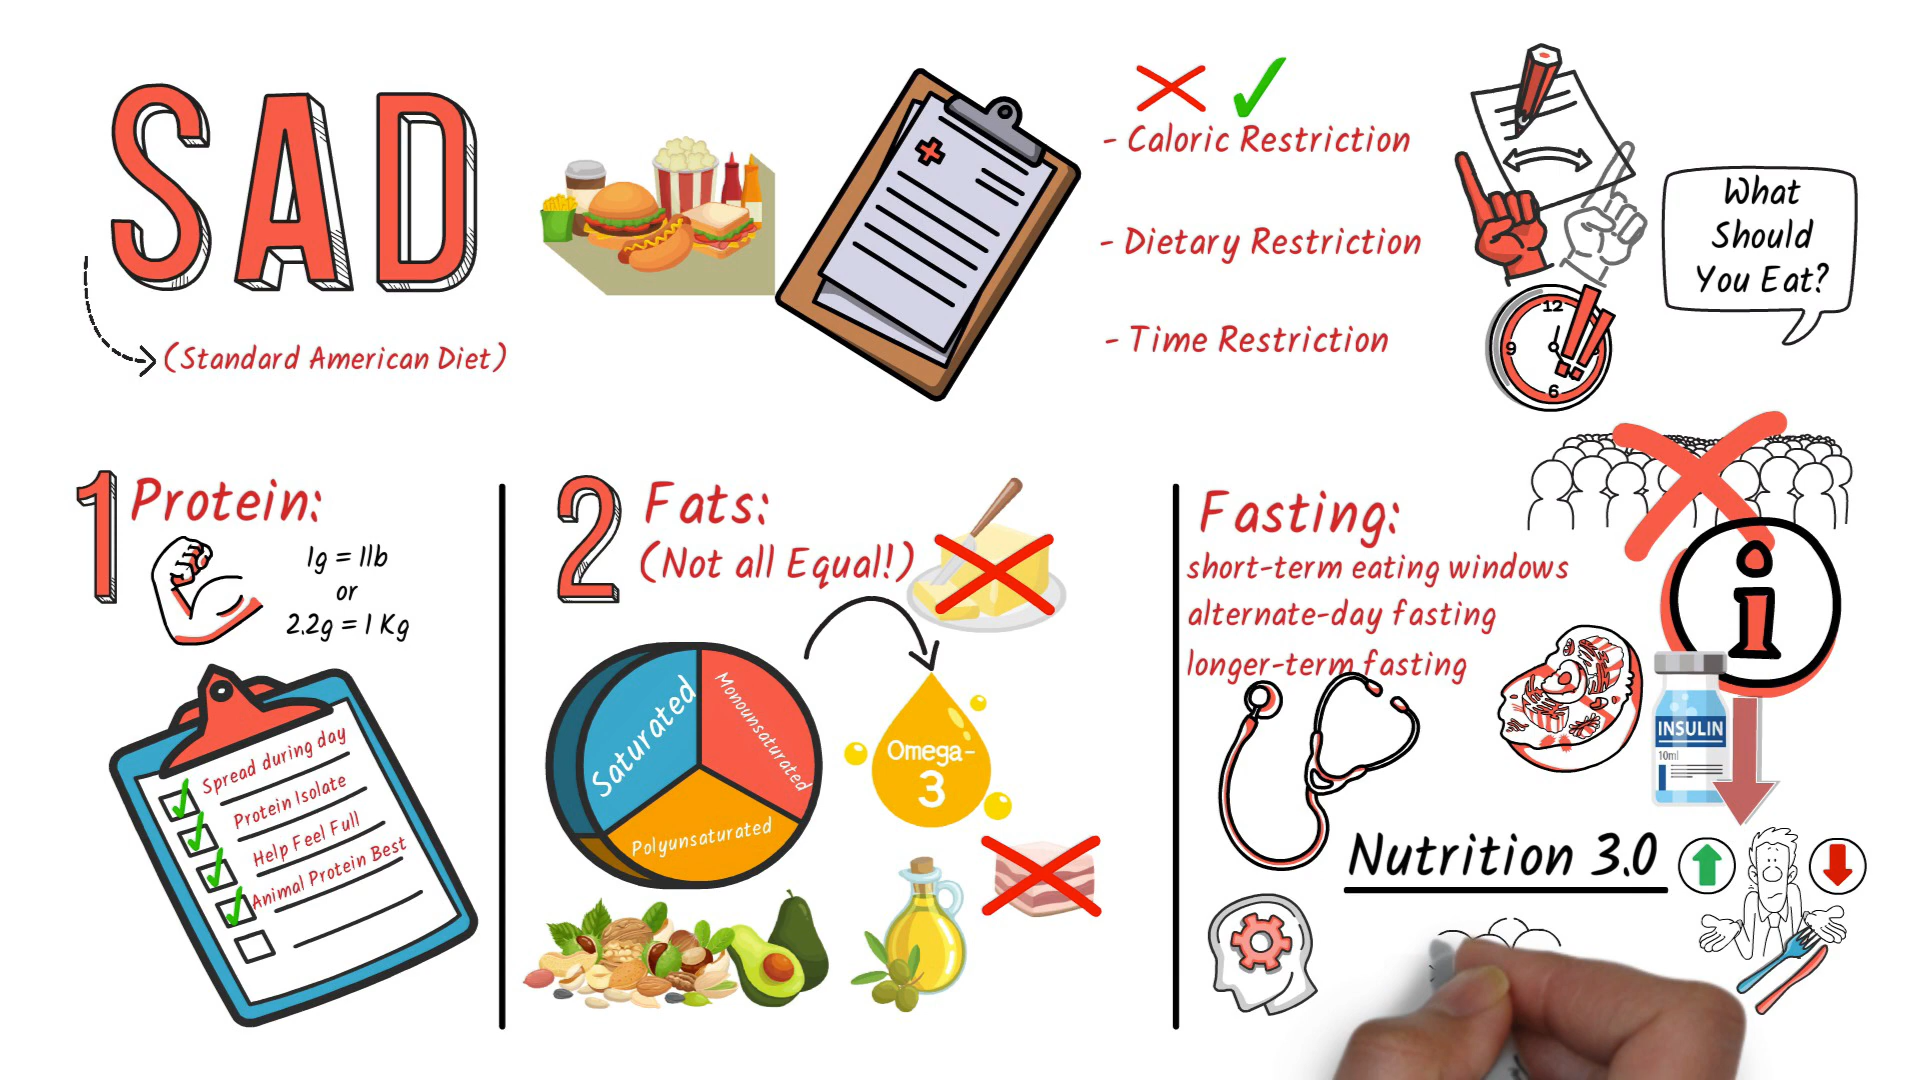 SAD
(Standard American Diet)
- Caloric Restriction
- Dietary Restriction
- Time Restriction
12
9
6
What
Should
You Eat?
1 Protein:
1g = 1lb
or
2.2g = 1 Kg
Spread during day
Protein Isolate
Help Feel Full
Animal Protein Best
2 Fats:
(Not all Equal!)
Saturated
Monounsaturated
Polyunsaturated
Omega-
3
Fasting:
short-term eating windows
alternate-day fasting
longer-term fasting
i
INSULIN
10ml
Nutrition 3.0